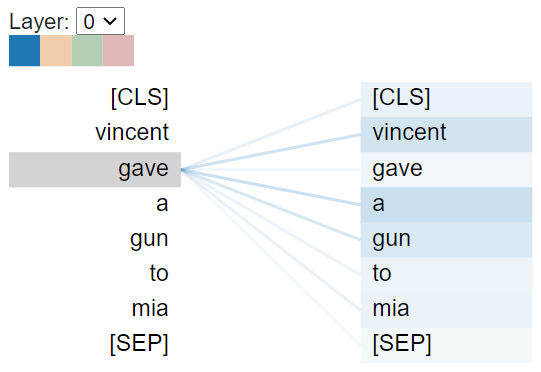 Layer: 0
[CLS] [CLS]
vincent vincent
gave gave
a a
gun gun
to to
mia mia
[SEP] [SEP]